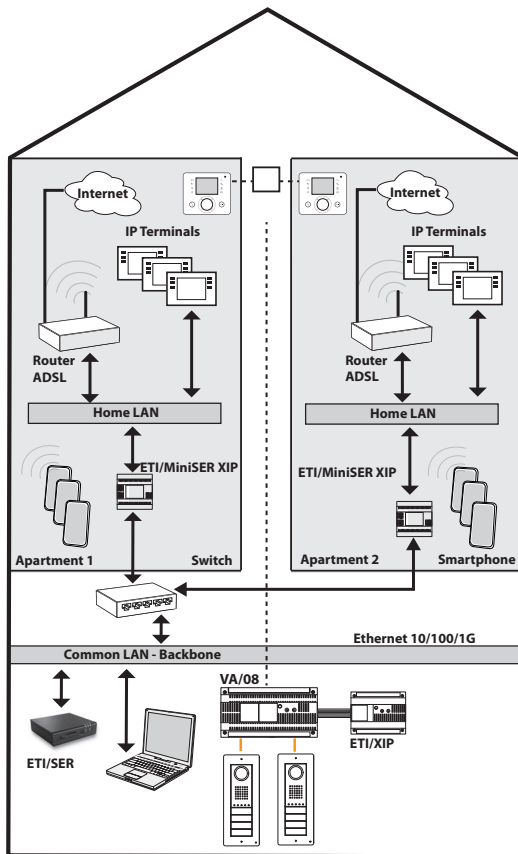 Internet
IP Terminals
Router
ADSL
Home LAN
ETI/MiniSER XIP
Apartment 1
Switch
Internet
IP Terminals
Router
ADSL
Home LAN
ETI/MiniSER XIP
Apartment 2
Smartphone
Ethernet 10/100/1G
Common LAN - Backbone
VA/08
ETI/XIP
ETI/SER